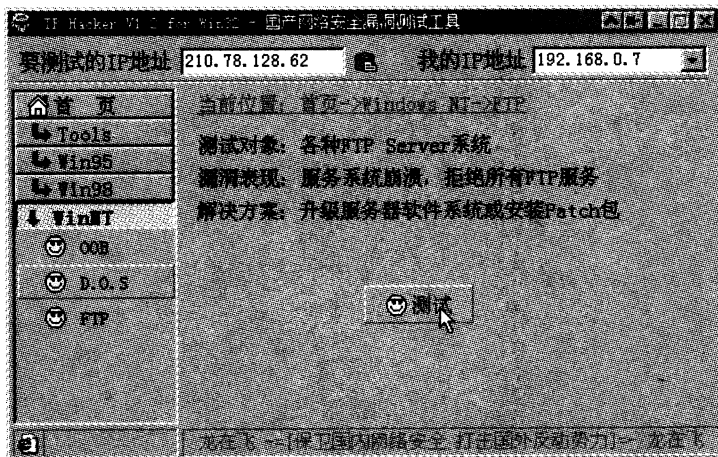 IP Hacker V1.2 for Win32 - 国产网络安全漏洞测试工具
要测试的IP地址 210.78.128.62 我的IP地址 192.168.0.7
首 页
Tools
Win95
Win98
WinNT
OOB
D.O.S
FTP
当前位置: 首页->Windows NT->FTP
测试对象: 各种FTP Server系统
漏洞表现: 服务系统崩溃, 拒绝所有FTP服务
解决方案: 升级服务器软件系统或安装Patch包
测试
龙在飞 --[保卫国内网络安全 打击国外反动势力]-- 龙在飞